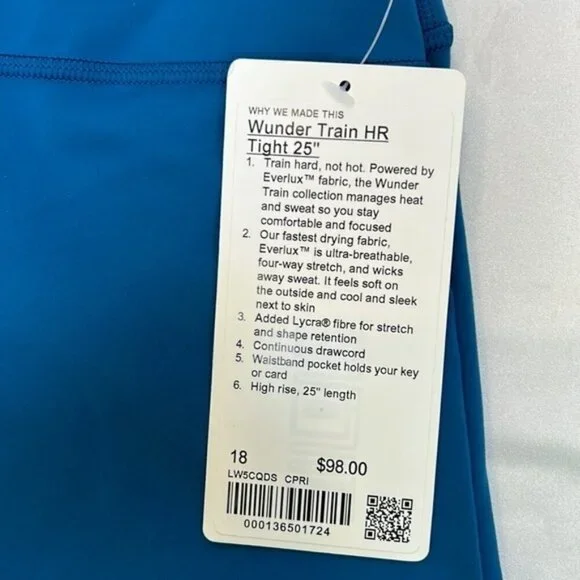 WHY WE MADE THIS
Wunder Train HR
Tight 25"
1. Train hard, not hot. Powered by
Everlux™ fabric, the Wunder
Train collection manages heat
and sweat so you stay
comfortable and focused
2. Our fastest drying fabric,
Everlux™ is ultra-breathable,
four-way stretch, and wicks
away sweat. It feels soft on
the outside and cool and sleek
next to skin
3. Added Lycra® fibre for stretch
and shape retention
4. Continuous drawcord
5. Waistband pocket holds your key
or card
6. High rise, 25" length
18 $98.00
LW5CQDS CPRI
000136501724